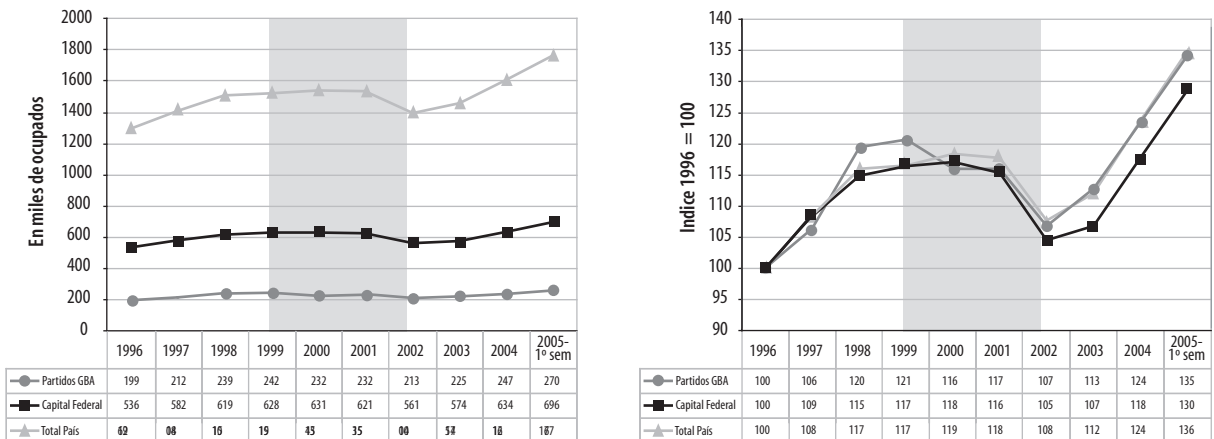 2000
1800
1600
1400
1200
1000
800
600
400
200
0
En miles de ocupados
1996 1997 1998 1999 2000 2001 2002 2003 2004 2005-
1º sem
Partidos GBA 199 212 239 242 232 232 213 225 247 270
Capital Federal 536 582 619 628 631 621 561 574 634 696
Total País
140
135
130
125
120
115
110
105
100
95
90
Indice 1996 = 100
1996 1997 1998 1999 2000 2001 2002 2003 2004 2005-
1º sem
Partidos GBA 100 106 120 121 116 117 107 113 124 135
Capital Federal 100 109 115 117 118 116 105 107 118 130
Total País 100 108 117 117 119 118 108 112 124 136